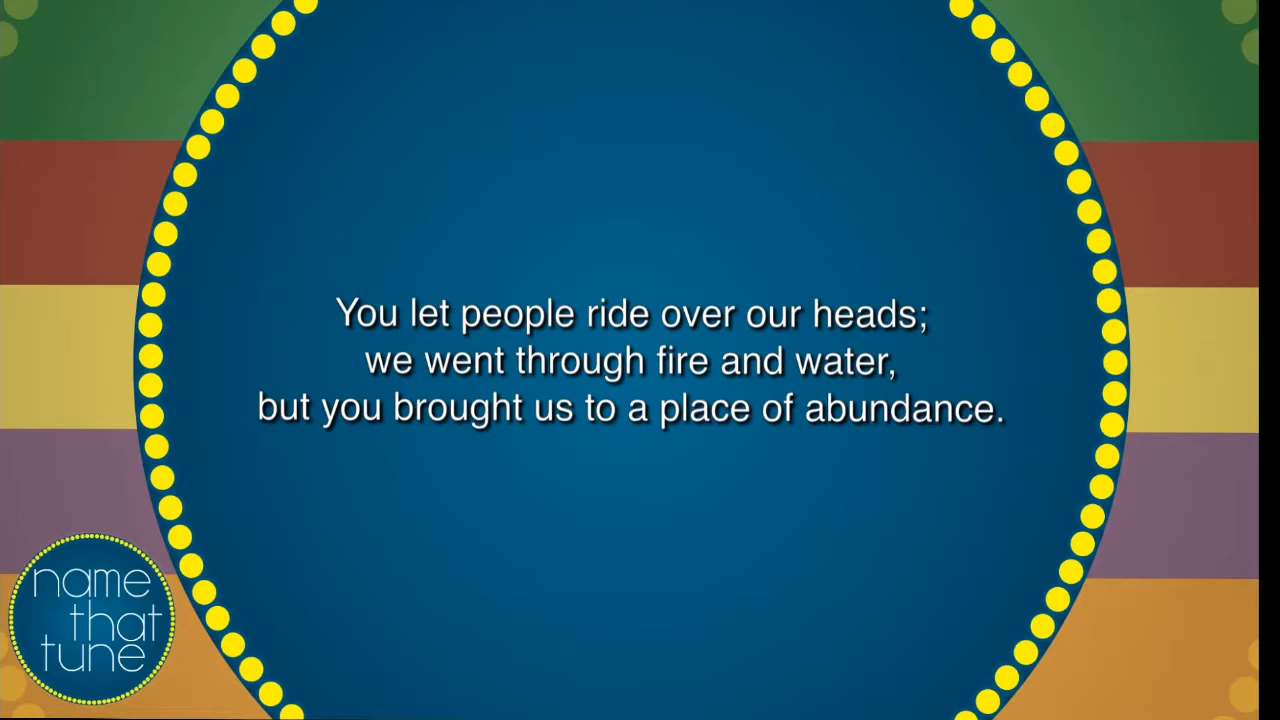 You let people ride over our heads;
we went through fire and water,
but you brought us to a place of abundance.
name
that
tune